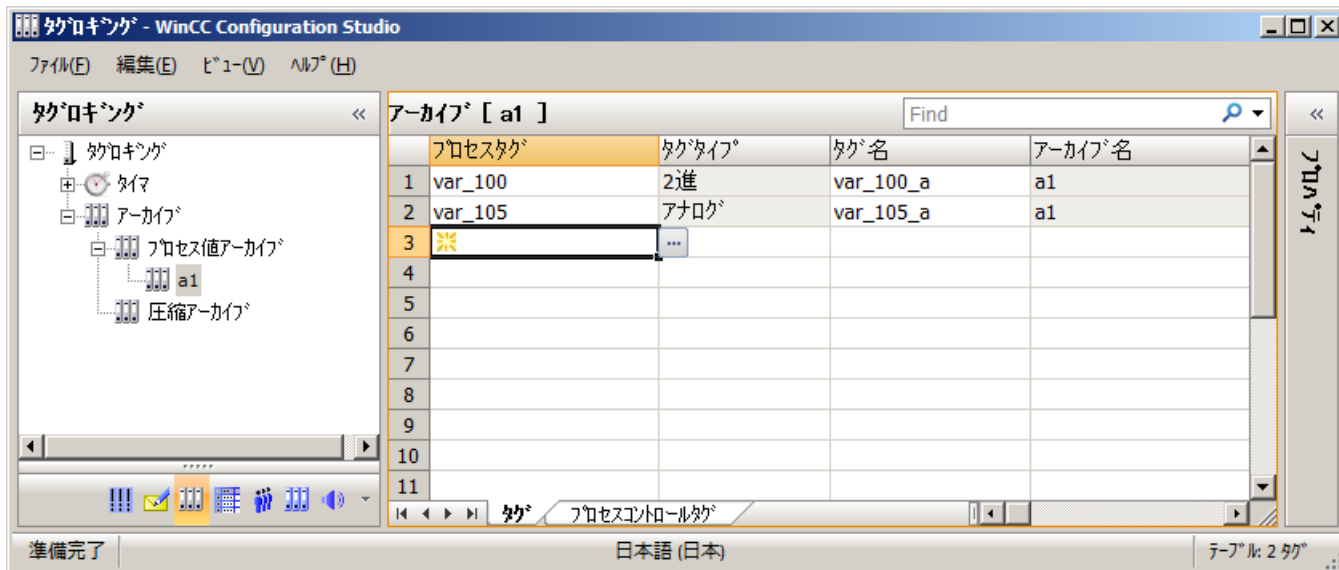 ﾀｸﾞﾛｷﾞﾝｸﾞ - WinCC Configuration Studio
ﾌｧｲﾙ(F) 編集(E) ﾋﾞｭｰ(V) ﾍﾙﾌﾟ(H)
ﾀｸﾞﾛｷﾞﾝｸﾞ «
ﾀｸﾞﾛｷﾞﾝｸﾞ
ﾀｲﾏ
ｱｰｶｲﾌﾞ
ﾌﾟﾛｾｽ値ｱｰｶｲﾌﾞ
a1
圧縮ｱｰｶｲﾌﾞ
ｱｰｶｲﾌﾞ [ a1 ] Find
ﾌﾟﾛｾｽﾀｸﾞ ﾀｸﾞﾀｲﾌﾟ ﾀｸﾞ名 ｱｰｶｲﾌﾞ名
1 var_100 2進 var_100_a a1
2 var_105 ｱﾅﾛｸﾞ var_105_a a1
3 ...
4
5
6
7
8
9
10
11
ﾀｸﾞ ﾌﾟﾛｾｽｺﾝﾄﾛｰﾙﾀｸﾞ
«
ﾌﾟﾛﾊﾟﾃｨ
準備完了 日本語 (日本) ﾃｰﾌﾞﾙ: 2 ﾀｸﾞ